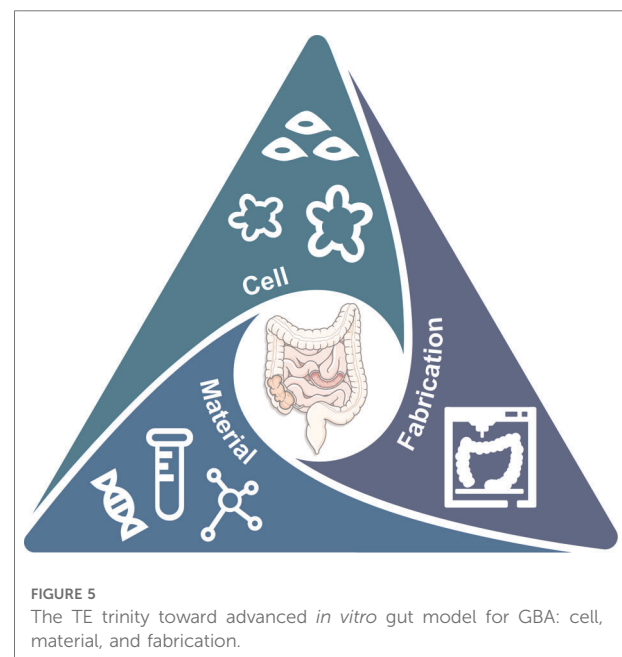 Cell
Material
Fabrication
FIGURE 5
The TE trinity toward advanced in vitro gut model for GBA: cell,
material, and fabrication.